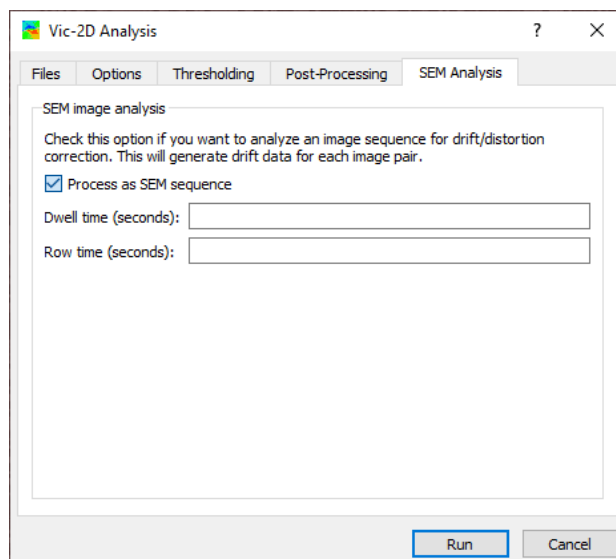 Vic-2D Analysis
?
Files
Options
Thresholding
Post-Processing
SEM Analysis
SEM image analysis
Check this option if you want to analyze an image sequence for drift/distortion
correction. This will generate drift data for each image pair.
Process as SEM sequence
Dwell time (seconds):
Row time (seconds):
Run
Cancel